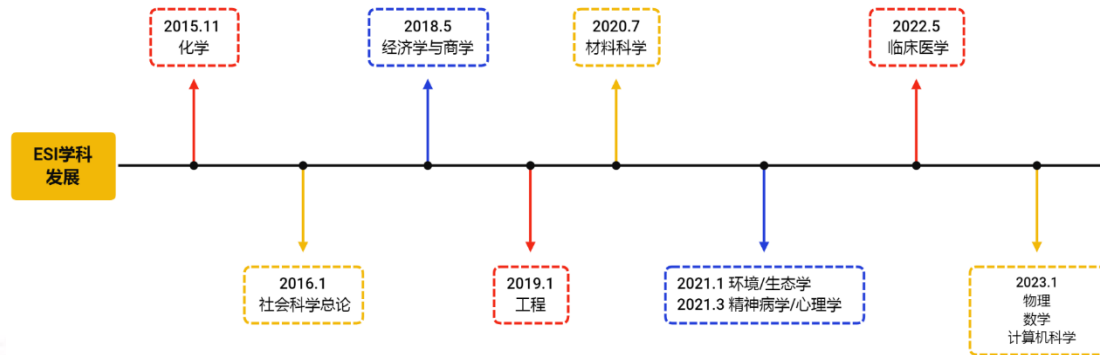 2015.11
化学
2018.5
经济学与商学
2020.7
材料科学
2022.5
临床医学
ESI学科
发展
2016.1
社会科学总论
2019.1
工程
2021.1 环境/生态学
2021.3 精神病学/心理学
2023.1
物理
数学
计算机科学